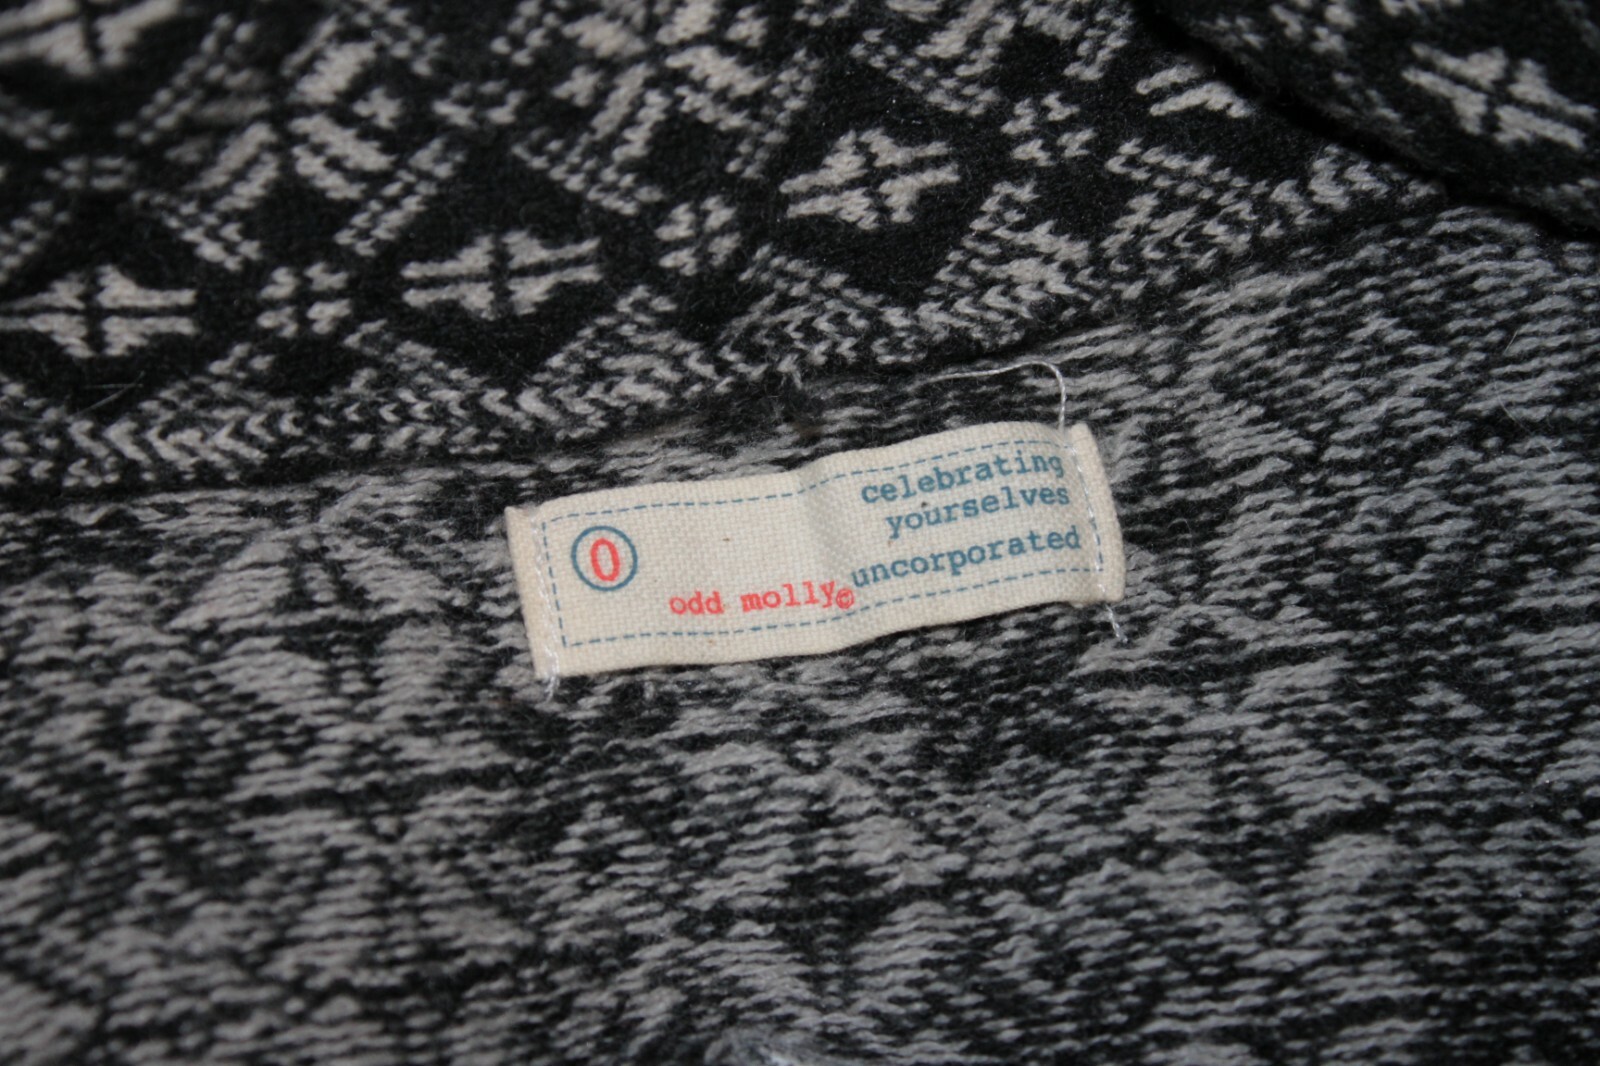 0
odd molly©
celebrating
yourselves
uncorporated